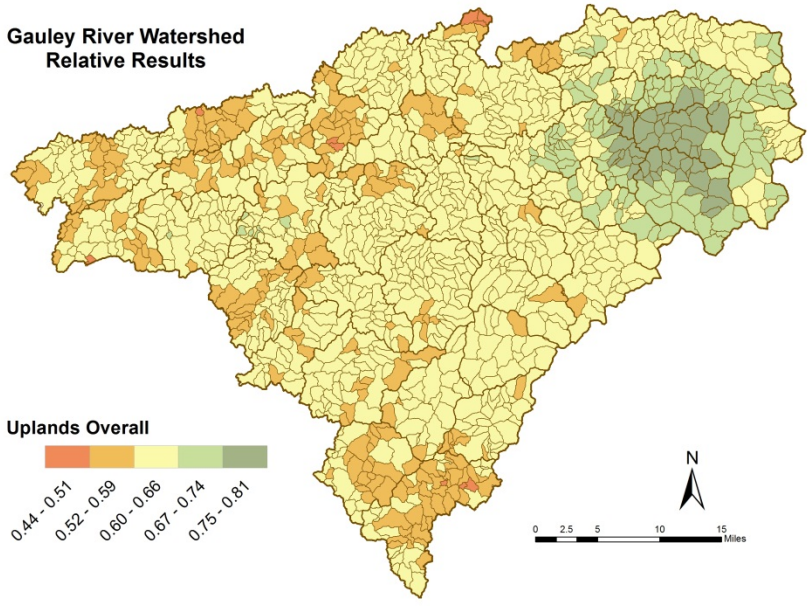 Gauley River Watershed
Relative Results
Uplands Overall
0.44 - 0.51
0.52 - 0.59
0.60 - 0.66
0.67 - 0.74
0.75 - 0.81
N
0 2.5 5 10 15
Miles